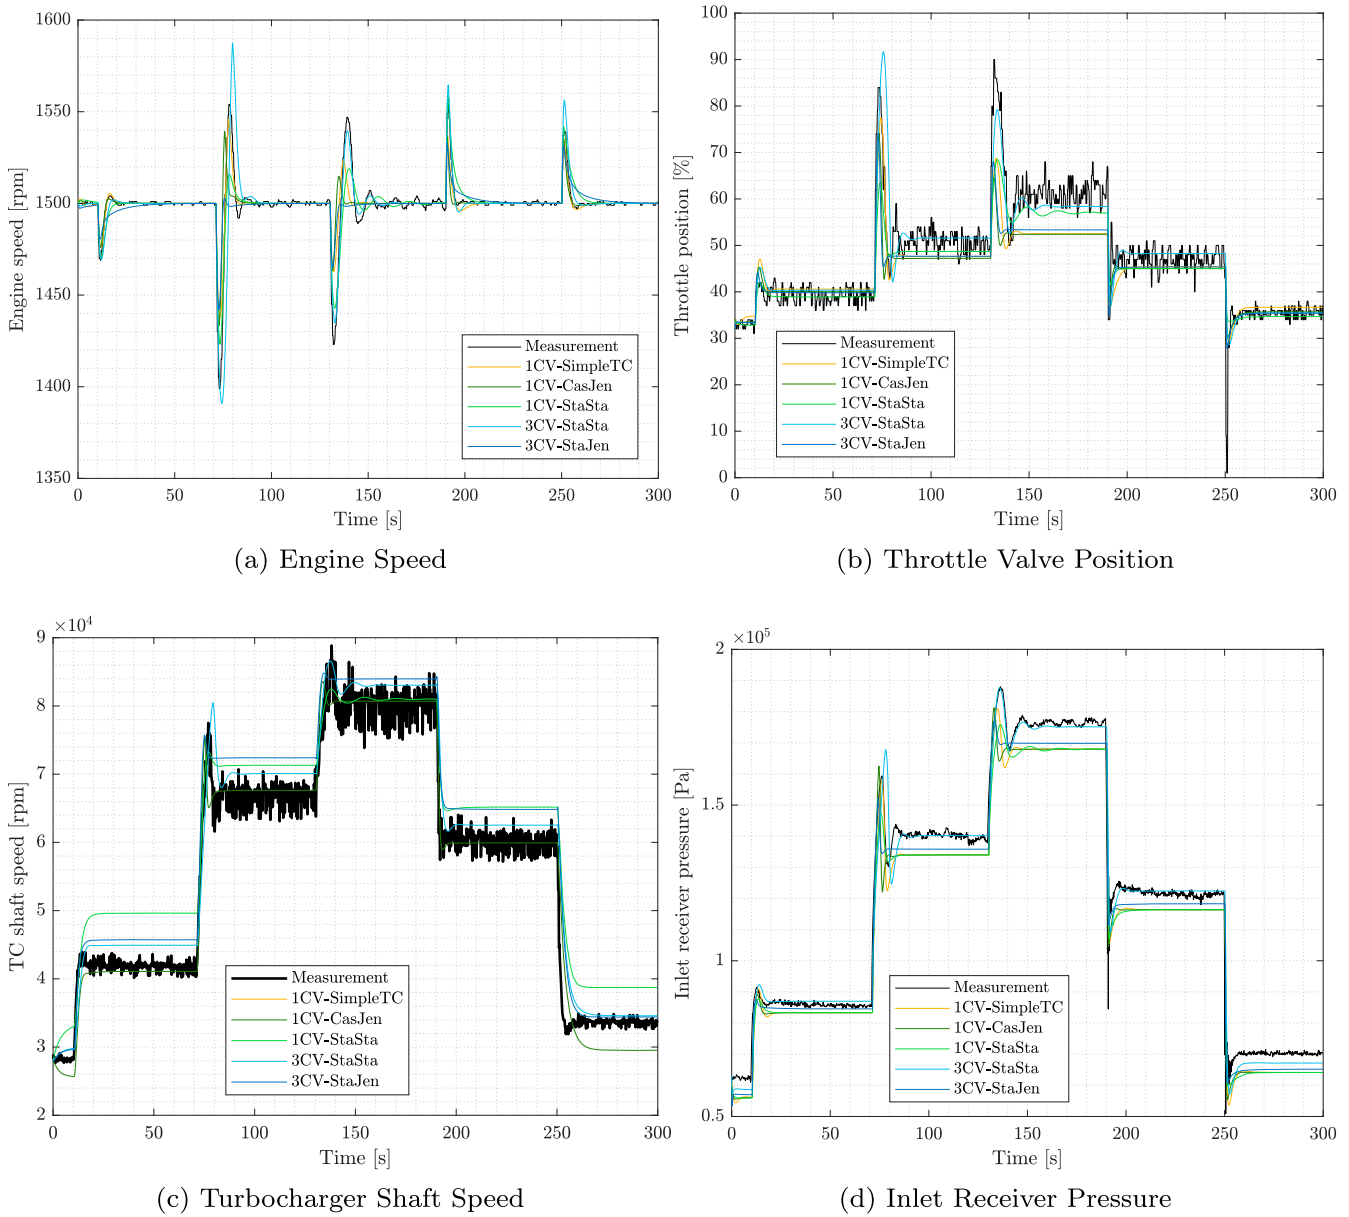 1600
1550
1500
1450
1400
1350
Engine speed [rpm]
0 50 100 150 200 250 300
Time [s]
Measurement
1CV-SimpleTC
1CV-CasJen
1CV-StaSta
3CV-StaSta
3CV-StaJen
(a) Engine Speed
100
90
80
70
60
50
40
30
20
10
0
Throttle position [%]
0 50 100 150 200 250 300
Time [s]
Measurement
1CV-SimpleTC
1CV-CasJen
1CV-StaSta
3CV-StaSta
3CV-StaJen
(b) Throttle Valve Position
×10⁴
9
8
7
6
5
4
3
2
TC shaft speed [rpm]
0 50 100 150 200 250 300
Time [s]
Measurement
1CV-SimpleTC
1CV-CasJen
1CV-StaSta
3CV-StaSta
3CV-StaJen
(c) Turbocharger Shaft Speed
×10⁵
2
1.5
1
0.5
Inlet receiver pressure [Pa]
0 50 100 150 200 250 300
Time [s]
Measurement
1CV-SimpleTC
1CV-CasJen
1CV-StaSta
3CV-StaSta
3CV-StaJen
(d) Inlet Receiver Pressure